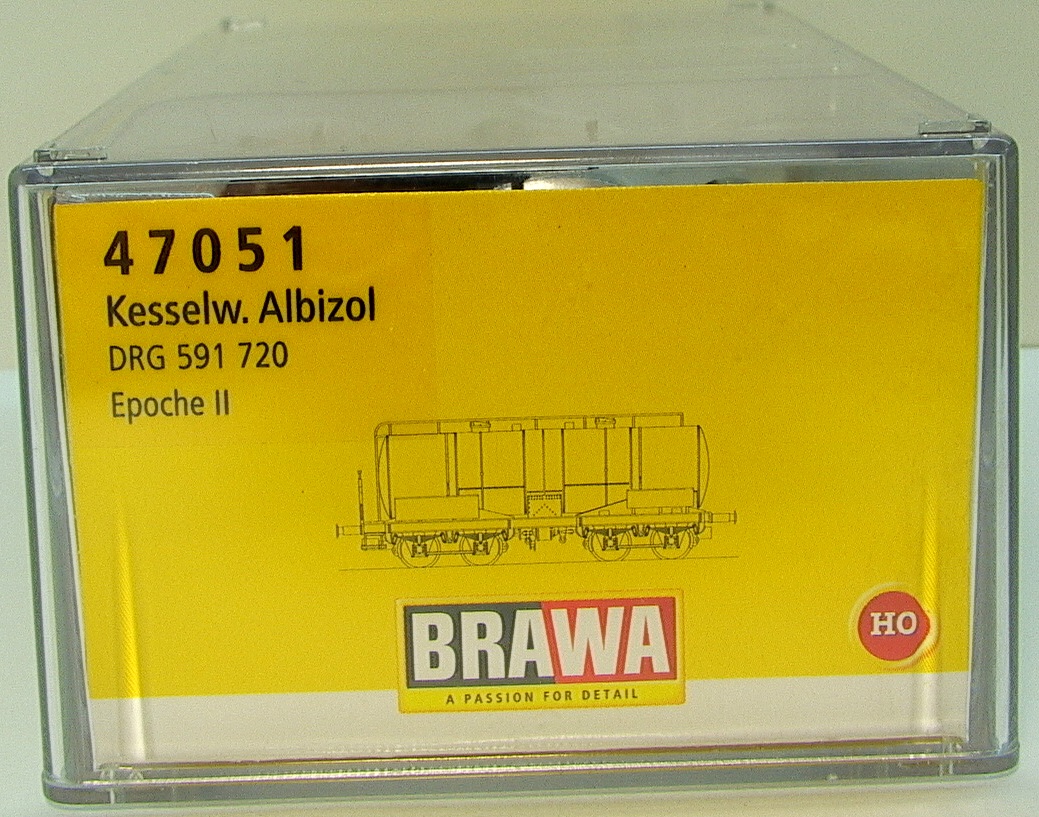 47051
Kesselw. Albizol
DRG 591 720
Epoche II
BRAWA
A PASSION FOR DETAIL
HO